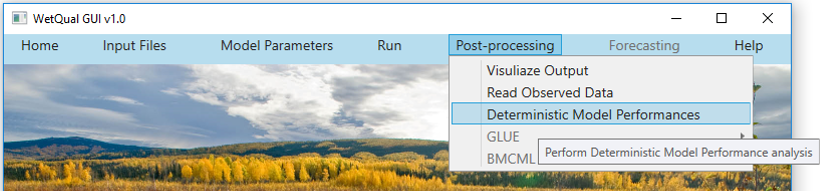 WetQual GUI v1.0
Home Input Files Model Parameters Run Post-processing Forecasting Help
Visuliaze Output
Read Observed Data
Deterministic Model Performances
GLUE
Perform Deterministic Model Performance analysis
BMCML